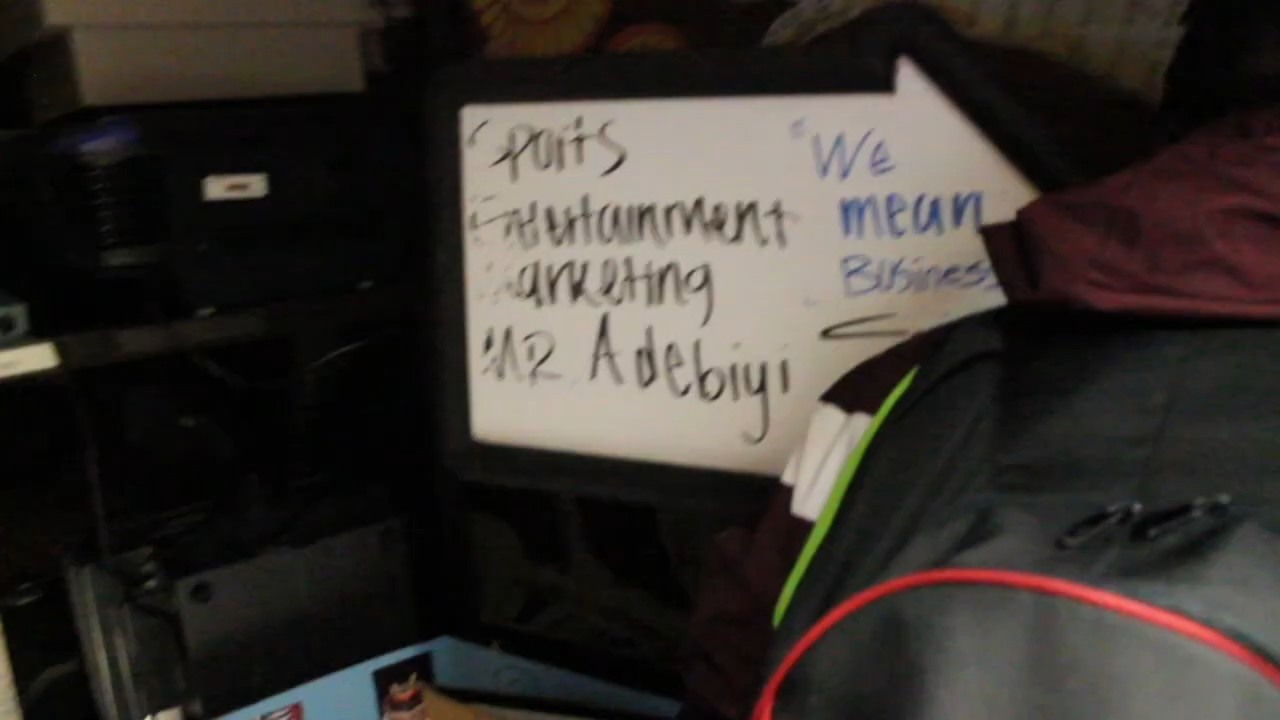 Sports
Entertainment
Marketing
MR. Adebiyi
"We
mean
Business